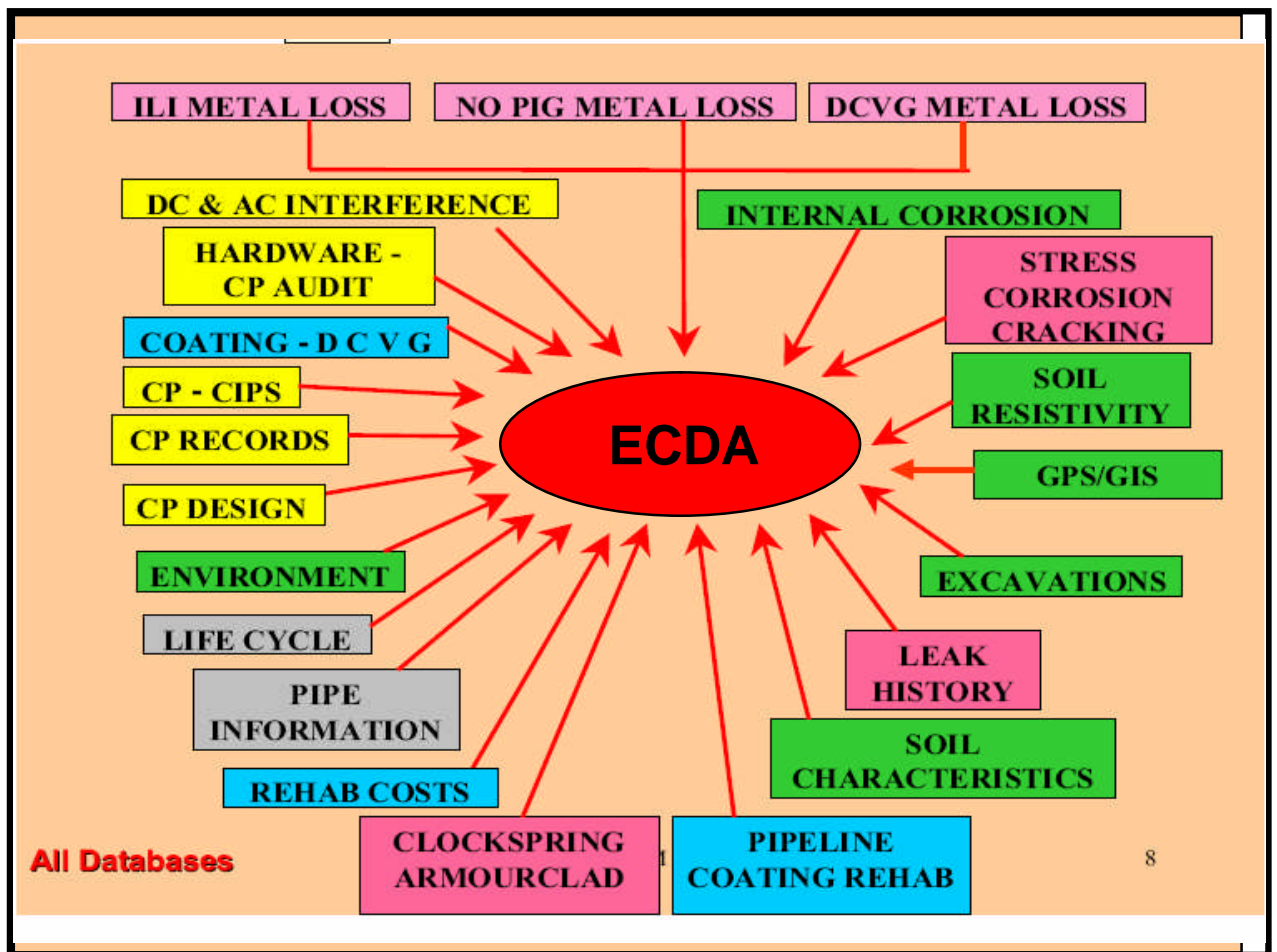 ILI METAL LOSS
NO PIG METAL LOSS
DCVG METAL LOSS
DC & AC INTERFERENCE
INTERNAL CORROSION
HARDWARE -
CP AUDIT
STRESS
CORROSION
CRACKING
COATING - D C V G
CP - CIPS
SOIL
RESISTIVITY
CP RECORDS
ECDA
GPS/GIS
CP DESIGN
ENVIRONMENT
EXCAVATIONS
LIFE CYCLE
LEAK
HISTORY
PIPE
INFORMATION
SOIL
CHARACTERISTICS
REHAB COSTS
CLOCKSPRING
ARMOURCLAD
PIPELINE
COATING REHAB
All Databases
8